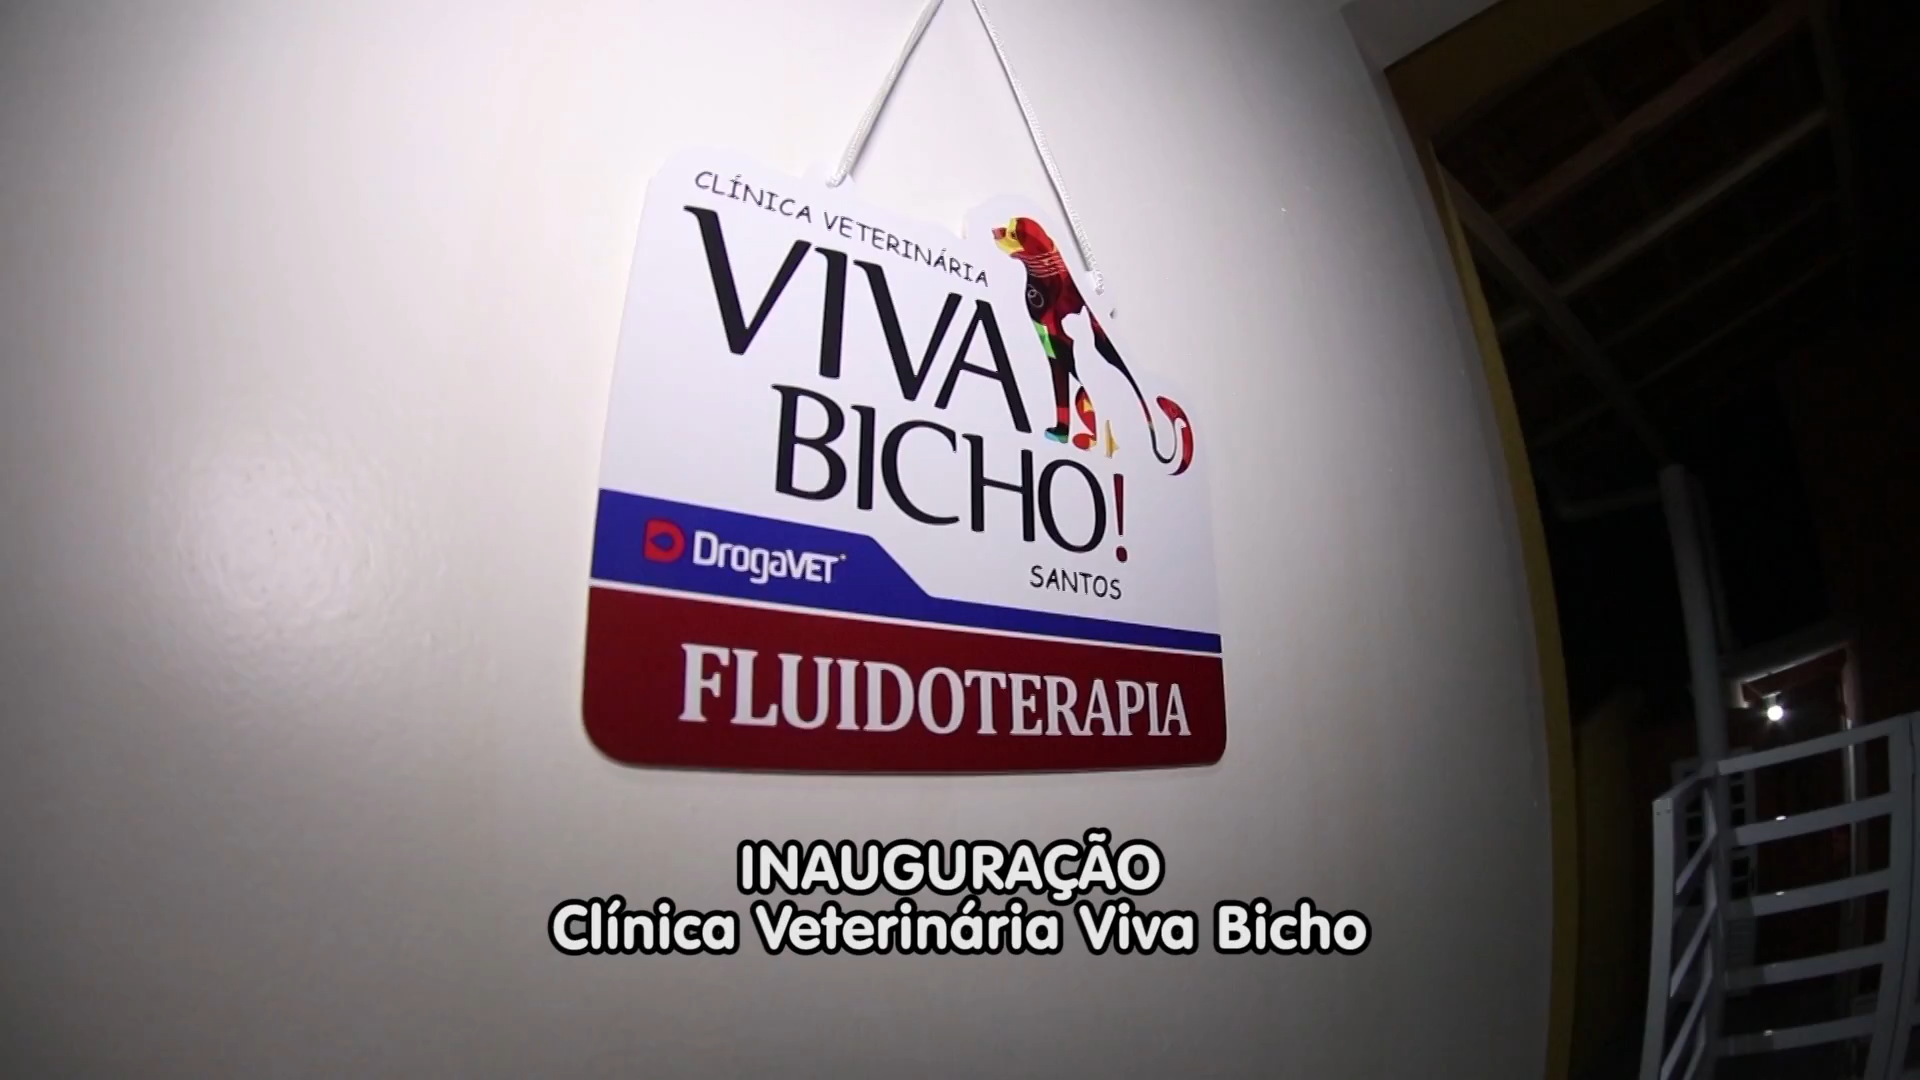 CLÍNICA VETERINÁRIA
VIVA
BICHO!
SANTOS
DrogaVET
FLUIDOTERAPIA
INAUGURAÇÃO
Clínica Veterinária Viva Bicho